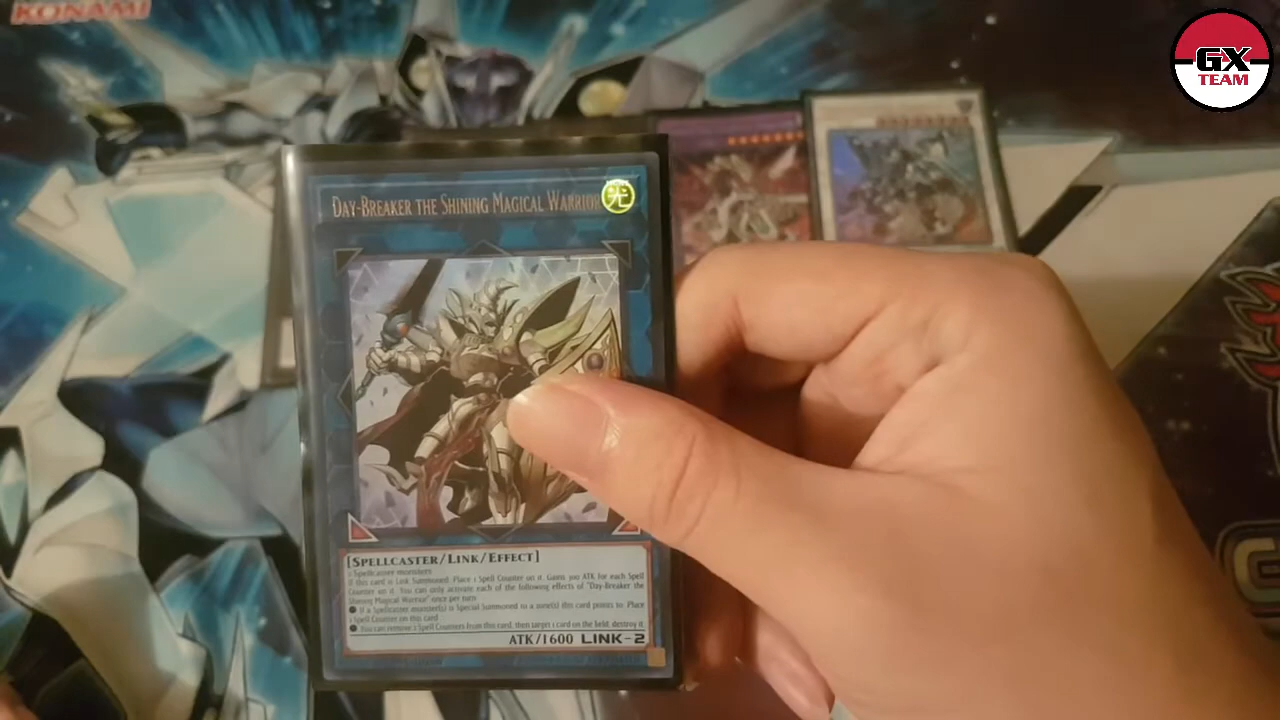 KONAMI
GX
TEAM
DAY-BREAKER THE SHINING MAGICAL WARRIOR
光
[SPELLCASTER/LINK/EFFECT]
2 Spellcaster monsters
If this card is Link Summoned: Place 1 Spell Counter on it. Gains 300 ATK for each Spell
Counter on it. You can only activate each of the following effects of "Day-Breaker the
Shining Magical Warrior" once per turn.
● If a Spellcaster monster(s) is Special Summoned to a zone(s) this card points to: Place
1 Spell Counter on this card.
● You can remove 2 Spell Counters from this card, then target 1 card on the field; destroy it.
ATK/1600 LINK-2